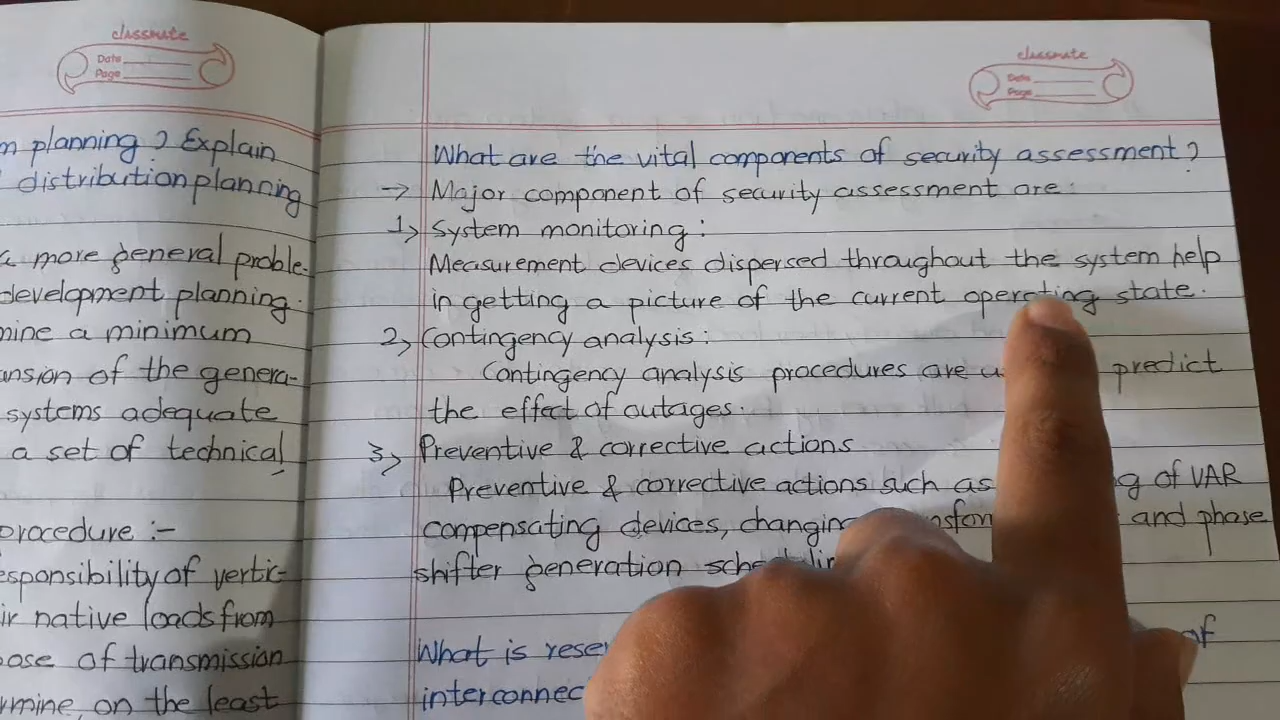 classmate
Date
Page
m planning ? Explain
distribution planning
a more general proble-
development planning.
mine a minimum
ansion of the genera-
systems adequate
a set of technical
procedure :-
esponsibility of vertic-
ir native loads from
ose of transmission
rmine, on the least
classmate
Date
Page
What are the vital components of security assessment?
→ Major component of security assessment are:
1) System monitoring:
Measurement devices dispersed throughout the system help
in getting a picture of the current operating state.
2) Contingency analysis:
Contingency analysis procedures are predict
the effect of outages.
3) Preventive & corrective actions
Preventive & corrective actions such as g of VAR
compensating devices, changing and phase
shifter generation
What is of